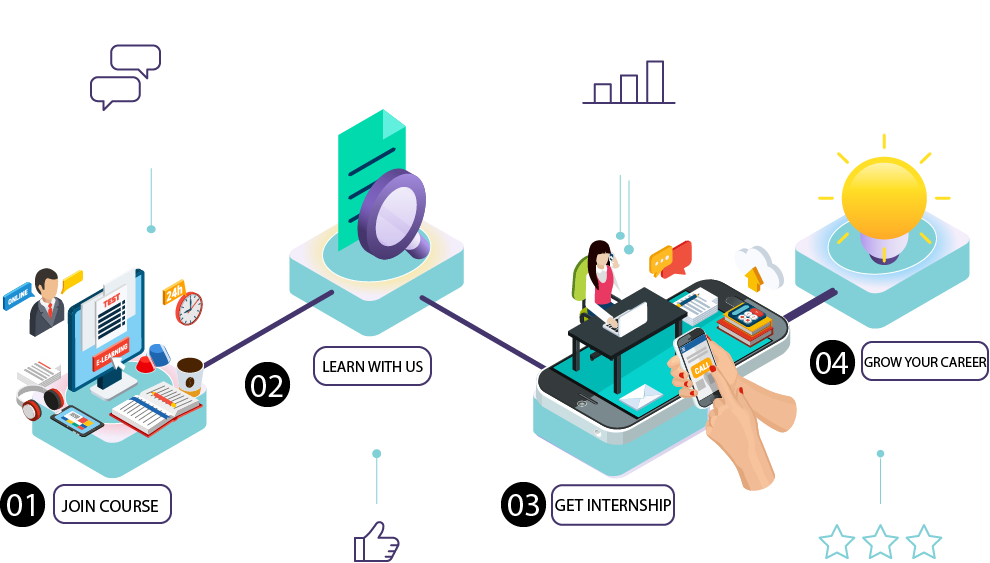 ONLINE
24h
TEST
E-LEARNING
01
JOIN COURSE
02
LEARN WITH US
CALL
03
GET INTERNSHIP
04
GROW YOUR CAREER